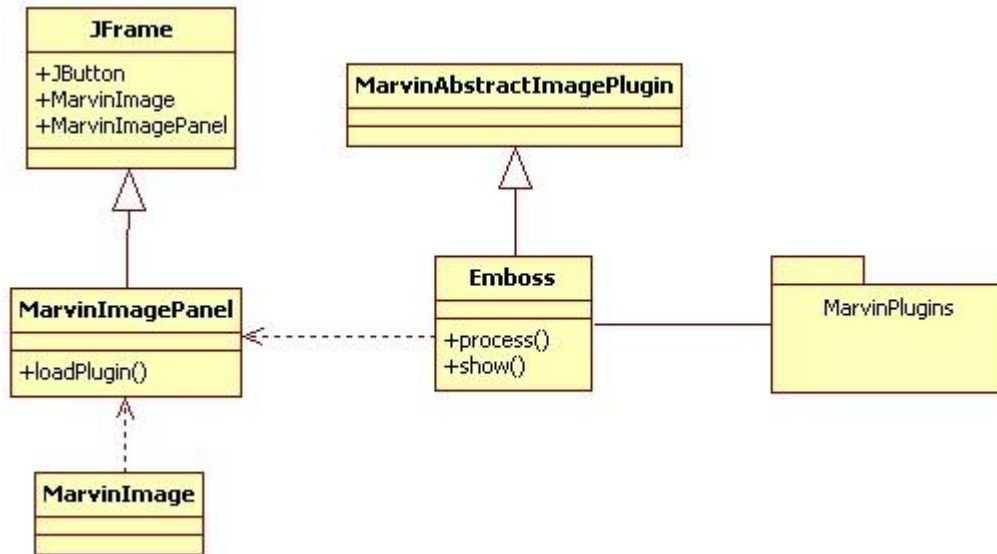 JFrame
+JButton
+MarvinImage
+MarvinImagePanel
MarvinAbstractImagePlugin
MarvinImagePanel
+loadPlugin()
Emboss
+process()
+show()
MarvinPlugins
MarvinImage